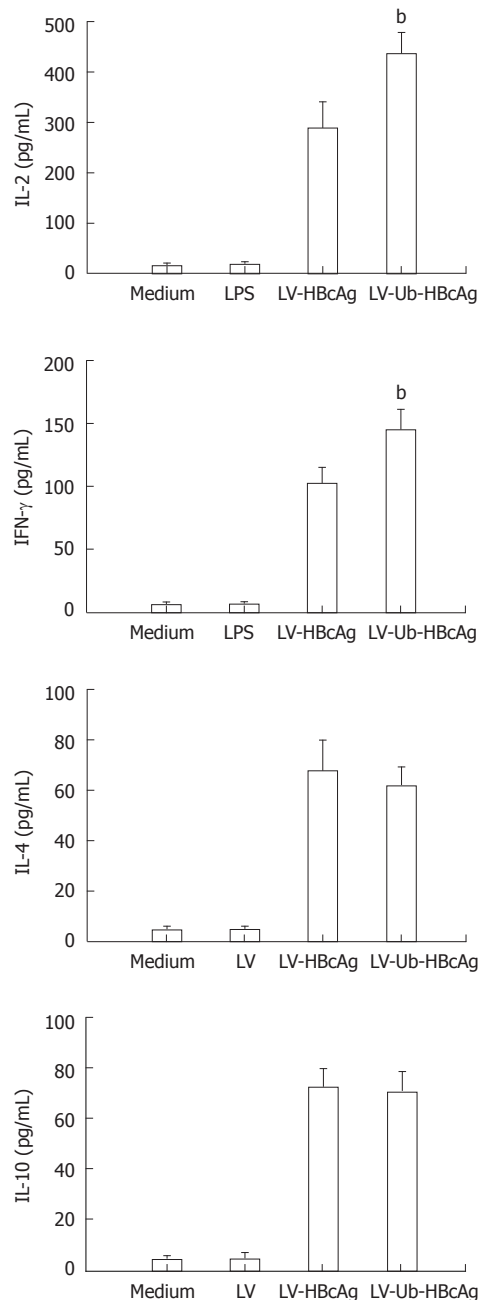 500
b
400
300
200
100
0
IL-2 (pg/mL)
Medium LPS LV-HBcAg LV-Ub-HBcAg
200
b
150
100
50
0
IFN-γ (pg/mL)
Medium LPS LV-HBcAg LV-Ub-HBcAg
100
80
60
40
20
0
IL-4 (pg/mL)
Medium LV LV-HBcAg LV-Ub-HBcAg
100
80
60
40
20
0
IL-10 (pg/mL)
Medium LV LV-HBcAg LV-Ub-HBcAg